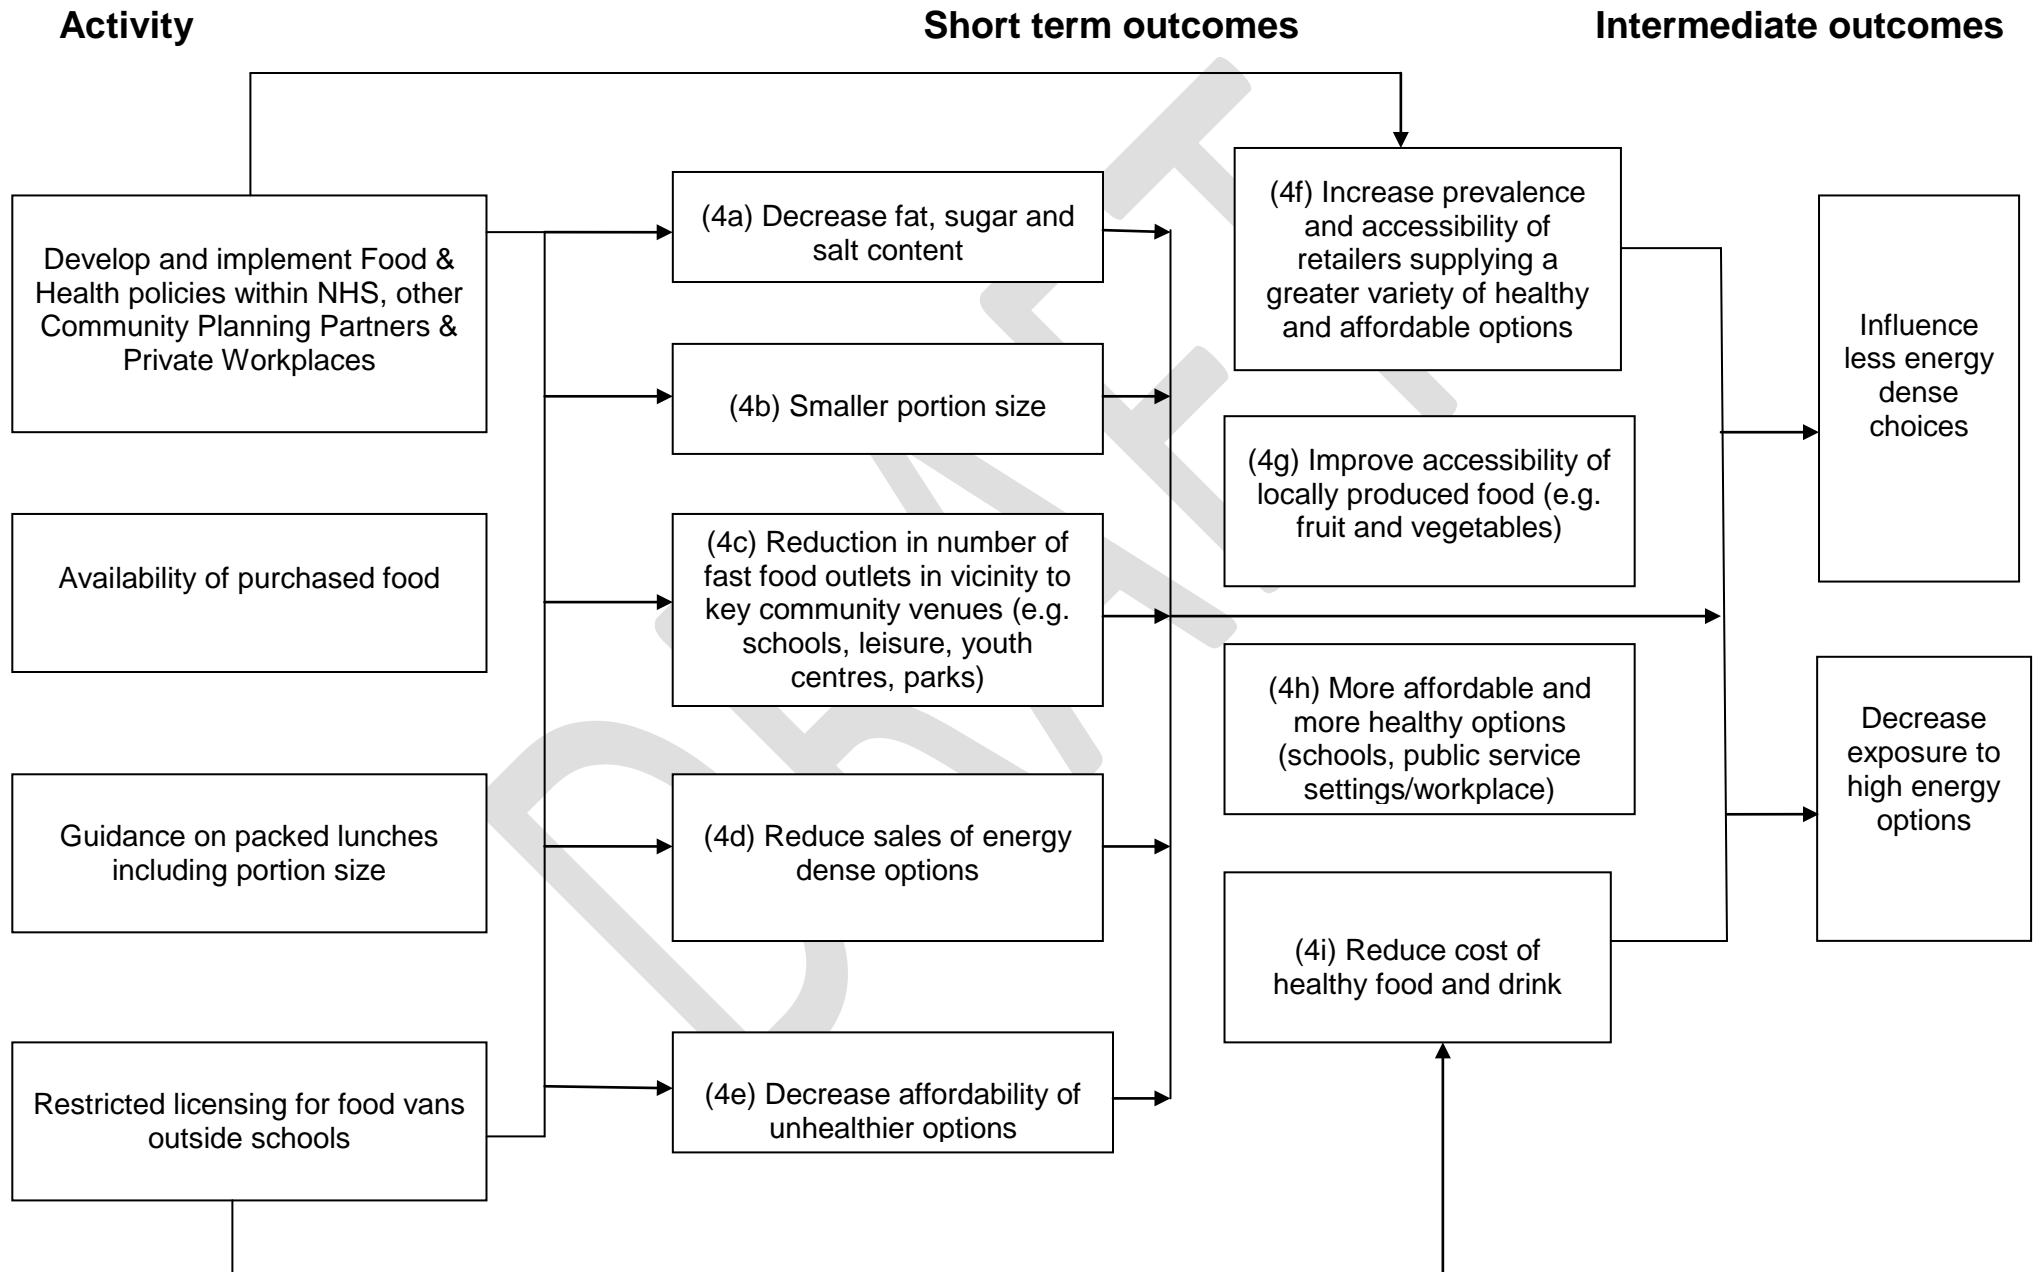 Activity
Short term outcomes
Intermediate outcomes
Develop and implement Food &
Health policies within NHS, other
Community Planning Partners &
Private Workplaces
Availability of purchased food
Guidance on packed lunches
including portion size
Restricted licensing for food vans
outside schools
(4a) Decrease fat, sugar and
salt content
(4b) Smaller portion size
(4c) Reduction in number of
fast food outlets in vicinity to
key community venues (e.g.
schools, leisure, youth
centres, parks)
(4d) Reduce sales of energy
dense options
(4e) Decrease affordability of
unhealthier options
(4f) Increase prevalence
and accessibility of
retailers supplying a
greater variety of healthy
and affordable options
(4g) Improve accessibility of
locally produced food (e.g.
fruit and vegetables)
(4h) More affordable and
more healthy options
(schools, public service
settings/workplace)
(4i) Reduce cost of
healthy food and drink
Influence
less energy
dense
choices
Decrease
exposure to
high energy
options
DRAFT